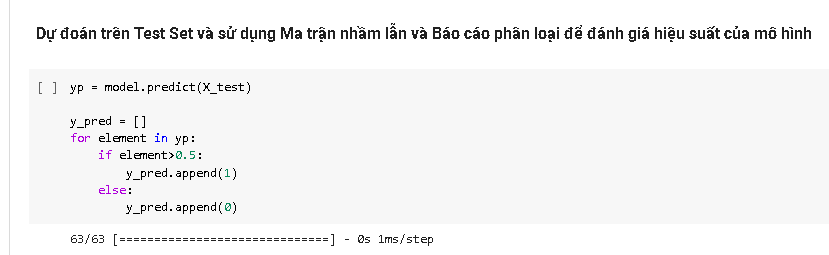 Dự đoán trên Test Set và sử dụng Ma trận nhầm lẫn và Báo cáo phân loại để đánh giá hiệu suất của mô hình
[ ] yp = model.predict(X_test)
y_pred = []
for element in yp:
    if element>0.5:
        y_pred.append(1)
    else:
        y_pred.append(0)
63/63 [==============================] - 0s 1ms/step